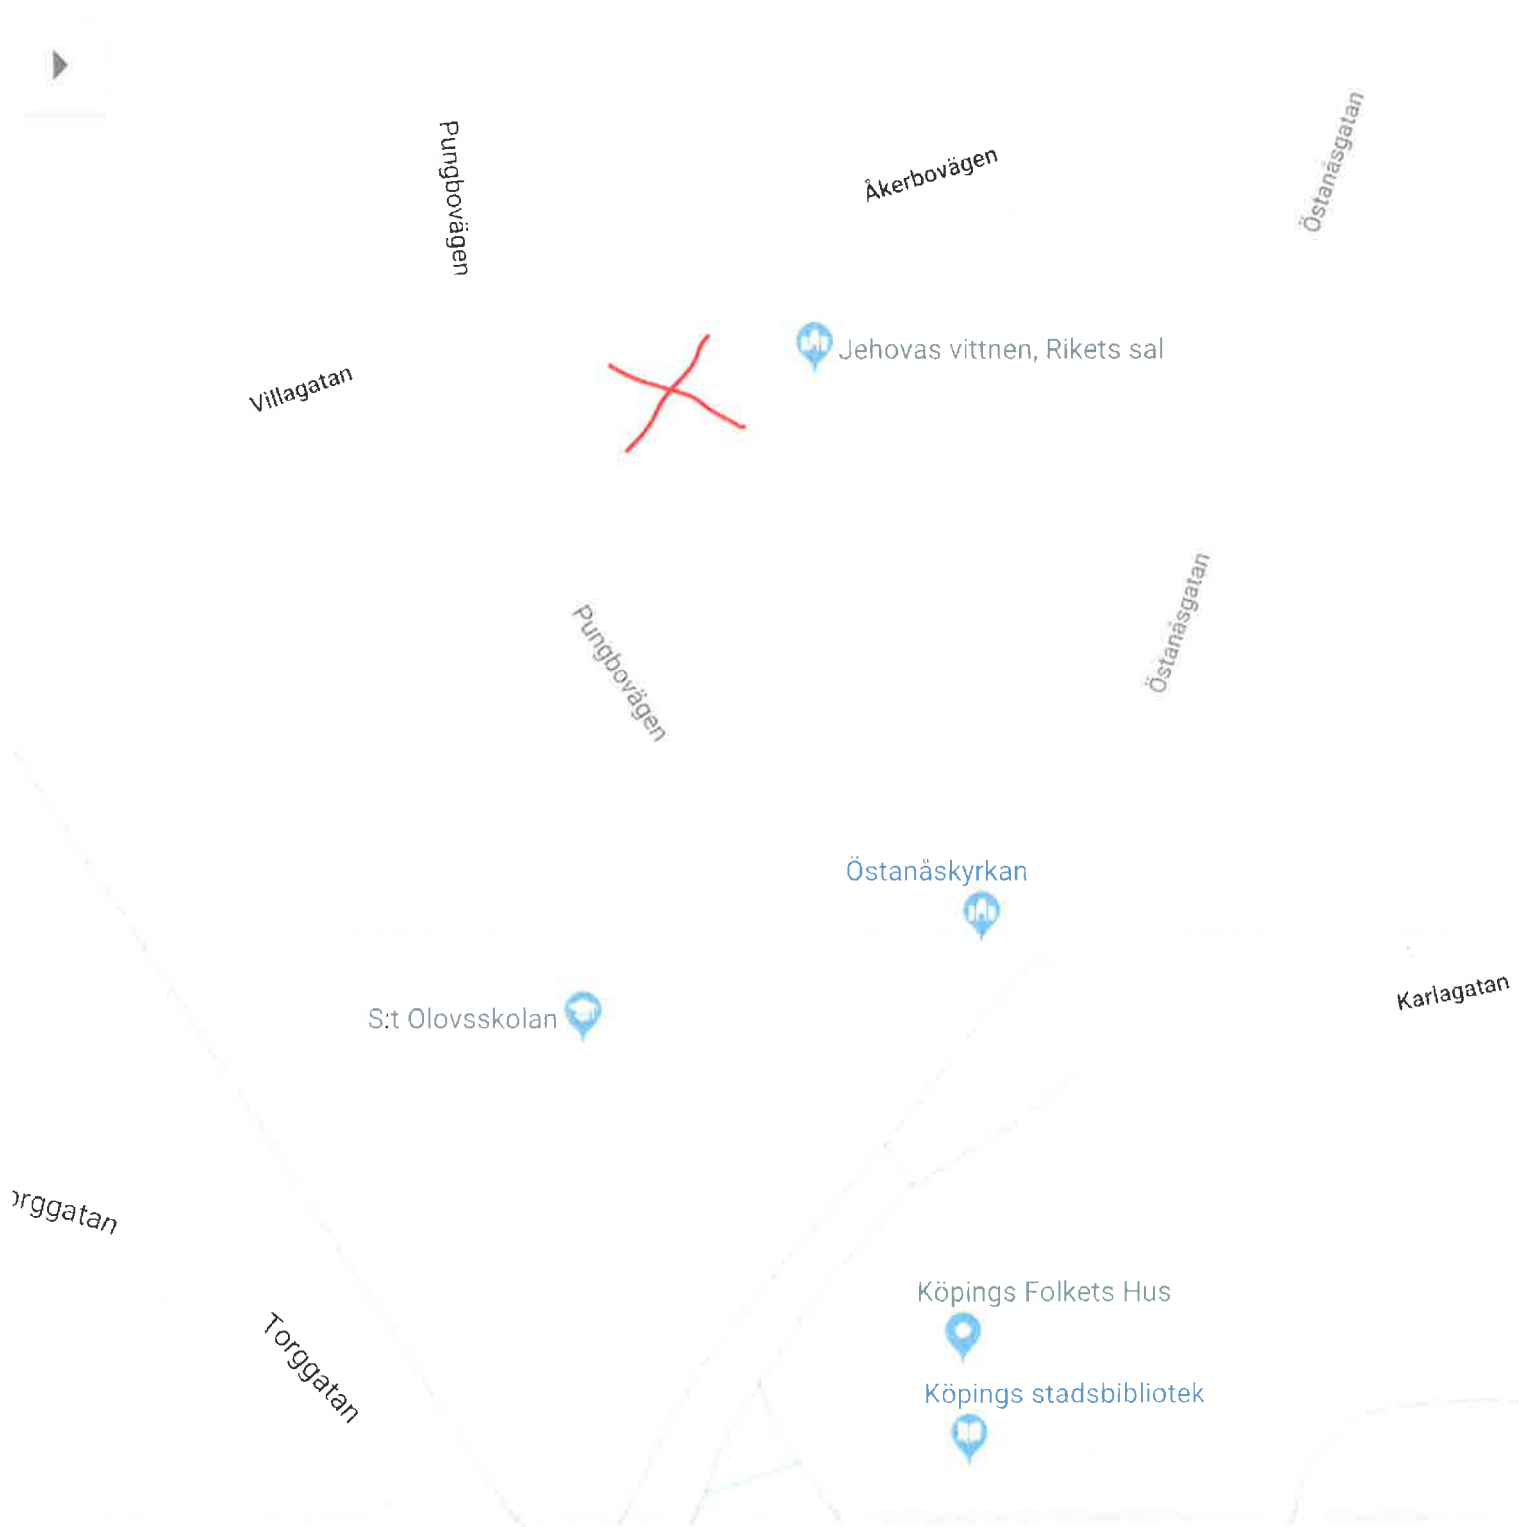 Pungbovägen
Åkerbovägen
Östanåsgatan
Jehovas vittnen, Rikets sal
Villagatan
Pungbovägen
Östanåsgatan
Östanåskyrkan
S:t Olovsskolan
Karlagatan
orggatan
Torggatan
Köpings Folkets Hus
Köpings stadsbibliotek